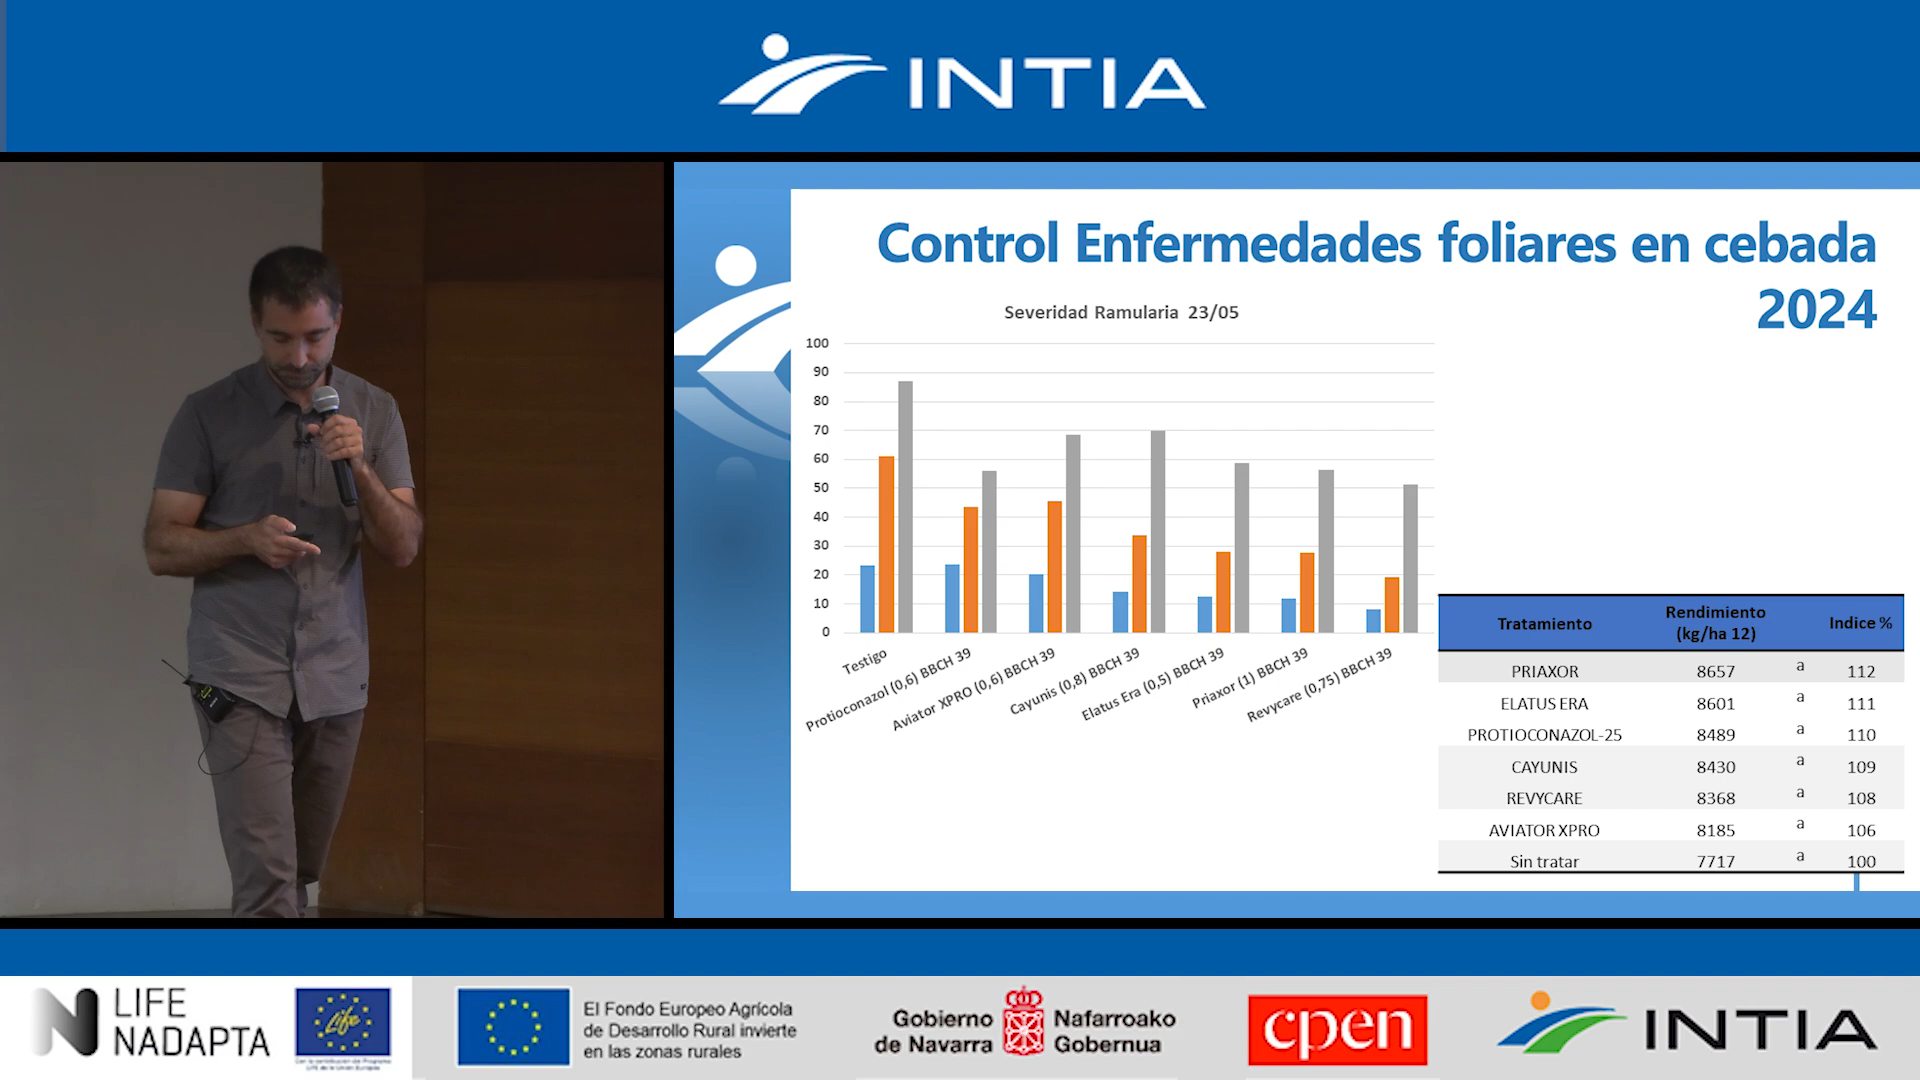 INTIA
Control Enfermedades foliares en cebada
2024
Severidad Ramularia 23/05
100
90
80
70
60
50
40
30
20
10
0
Testigo
Protioconazol (0,6) BBCH 39
Aviator XPRO (0,6) BBCH 39
Cayunis (0,8) BBCH 39
Elatus Era (0,5) BBCH 39
Priaxor (1) BBCH 39
Revycare (0,75) BBCH 39
Tratamiento Rendimiento (kg/ha 12) Indice %
PRIAXOR 8657 a 112
ELATUS ERA 8601 a 111
PROTIOCONAZOL-25 8489 a 110
CAYUNIS 8430 a 109
REVYCARE 8368 a 108
AVIATOR XPRO 8185 a 106
Sin tratar 7717 a 100
LIFE
NADAPTA
Life
El Fondo Europeo Agrícola
de Desarrollo Rural invierte
en las zonas rurales
Gobierno
de Navarra
Nafarroako
Gobernua
cpen
INTIA